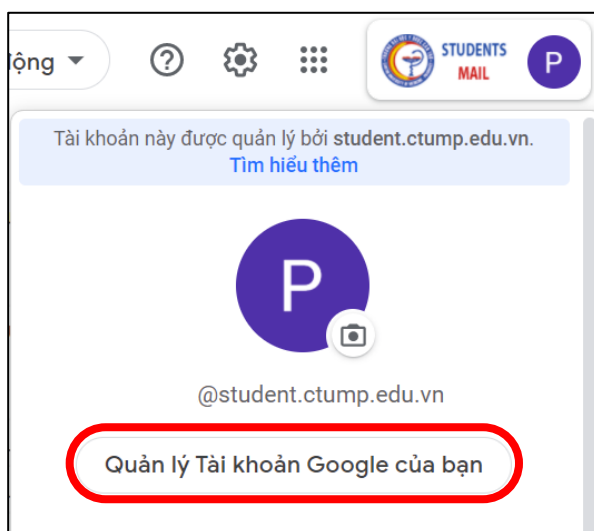 động
STUDENTS
MAIL
P
Tài khoản này được quản lý bởi student.ctump.edu.vn.
Tìm hiểu thêm
P
@student.ctump.edu.vn
Quản lý Tài khoản Google của bạn